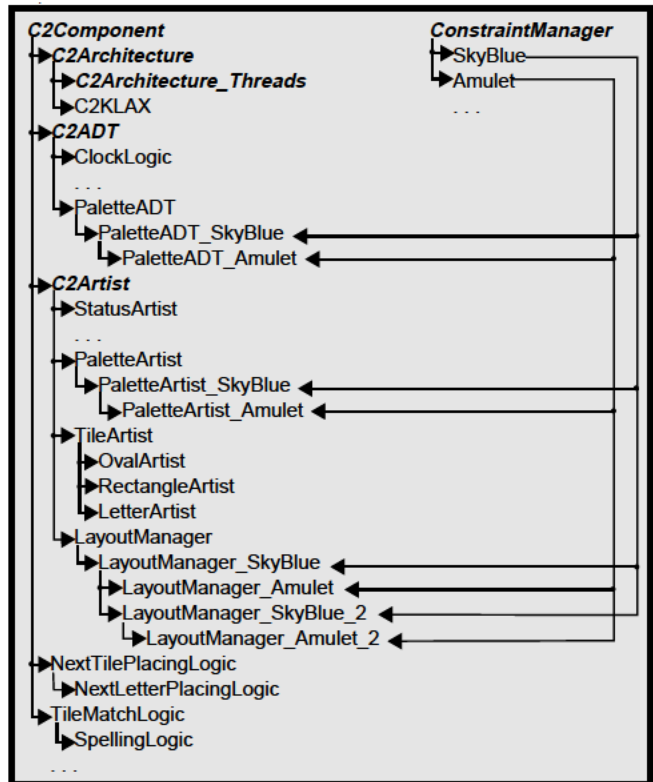 C2Component
C2Architecture
C2Architecture_Threads
C2KLAX
C2ADT
ClockLogic
. . .
PaletteADT
PaletteADT_SkyBlue
PaletteADT_Amulet
C2Artist
StatusArtist
. . .
PaletteArtist
PaletteArtist_SkyBlue
PaletteArtist_Amulet
TileArtist
OvalArtist
RectangleArtist
LetterArtist
LayoutManager
LayoutManager_SkyBlue
LayoutManager_Amulet
LayoutManager_SkyBlue_2
LayoutManager_Amulet_2
NextTilePlacingLogic
NextLetterPlacingLogic
TileMatchLogic
SpellingLogic
. . .
ConstraintManager
SkyBlue
Amulet
. . .